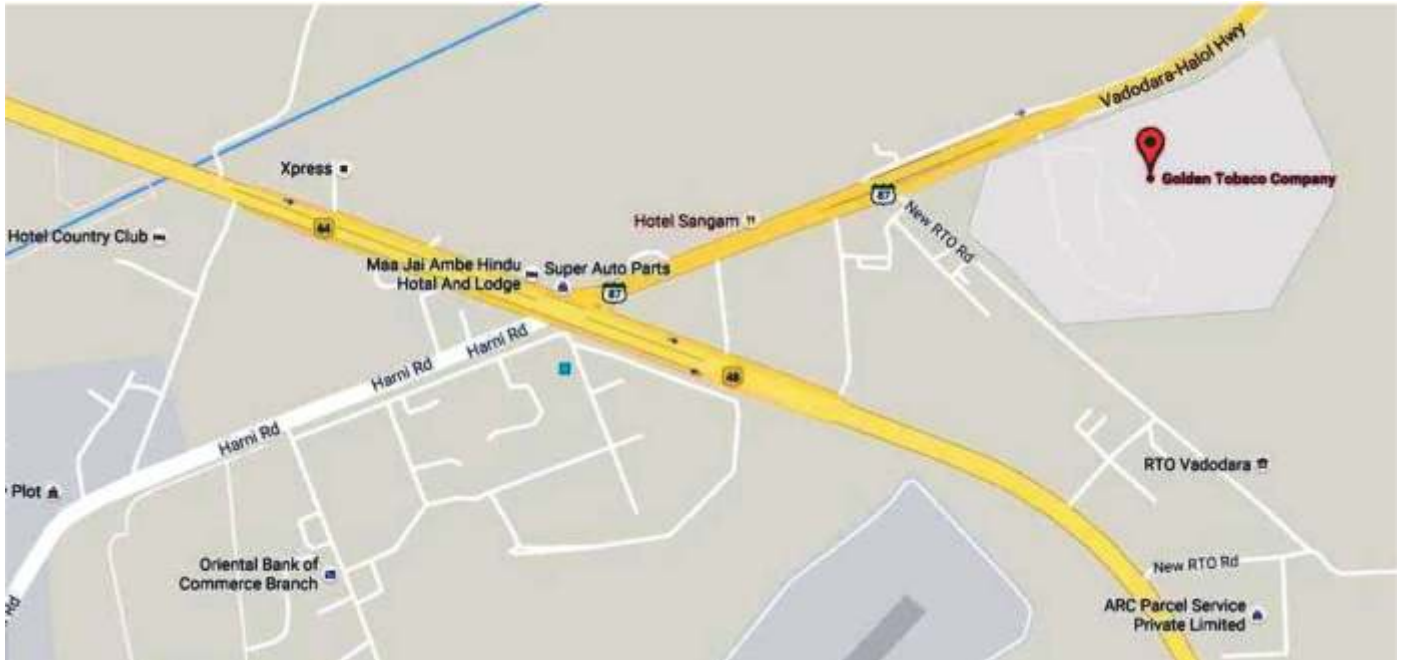 Vadodara-Halol Hwy
Xpress
Golden Tobaco Company
87
Hotel Sangam
New RTO Rd
64
Hotel Country Club
Maa Jai Ambe Hindu
Hotal And Lodge
Super Auto Parts
87
Harni Rd
Harni Rd
48
Harni Rd
RTO Vadodara
Plot
Oriental Bank of
Commerce Branch
New RTO Rd
ARC Parcel Service
Private Limited
Rd